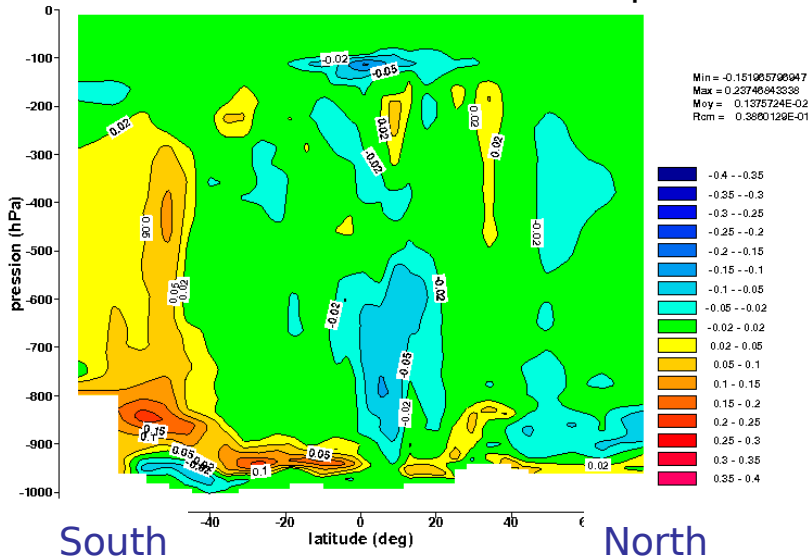 0
-100
-200
-300
-400
-500
-600
-700
-800
-900
-1000
pression (hPa)
-0.02
-0.05
0.02
0.02
0.02
-0.02
0.05
-0.02
0.05
0.02
-0.02
-0.05
-0.02
0.15
0.1
0.05
0.02
-0.02
0.1
0.05
0.02
Min = -0.151965796947
Max = 0.23746843338
Moy = 0.1375724E-02
Rcm = 0.3860129E-01
-0.4 - -0.35
-0.35 - -0.3
-0.3 - -0.25
-0.25 - -0.2
-0.2 - -0.15
-0.15 - -0.1
-0.1 - -0.05
-0.05 - -0.02
-0.02 - 0.02
0.02 - 0.05
0.05 - 0.1
0.1 - 0.15
0.15 - 0.2
0.2 - 0.25
0.25 - 0.3
0.3 - 0.35
0.35 - 0.4
-40 -20 0 20 40
latitude (deg)
South North